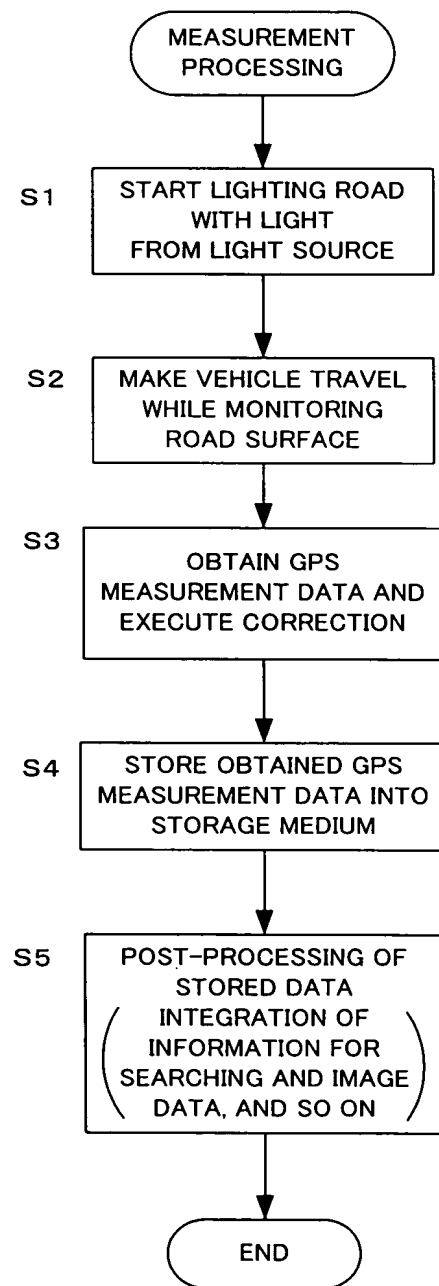 MEASUREMENT
PROCESSING
S1
START LIGHTING ROAD
WITH LIGHT
FROM LIGHT SOURCE
S2
MAKE VEHICLE TRAVEL
WHILE MONITORING
ROAD SURFACE
S3
OBTAIN GPS
MEASUREMENT DATA AND
EXECUTE CORRECTION
S4
STORE OBTAINED GPS
MEASUREMENT DATA INTO
STORAGE MEDIUM
S5
POST-PROCESSING OF
STORED DATA
(INTEGRATION OF
INFORMATION FOR
SEARCHING AND IMAGE
DATA, AND SO ON)
END